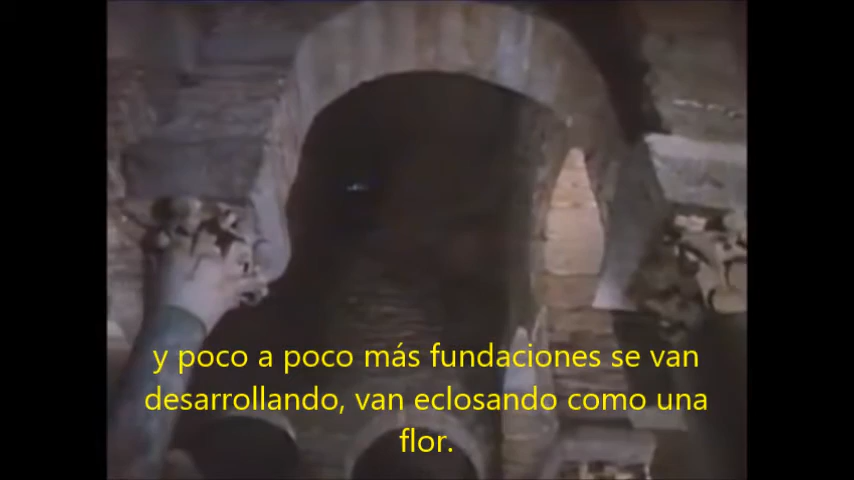 y poco a poco más fundaciones se van
desarrollando, van eclosando como una
flor.